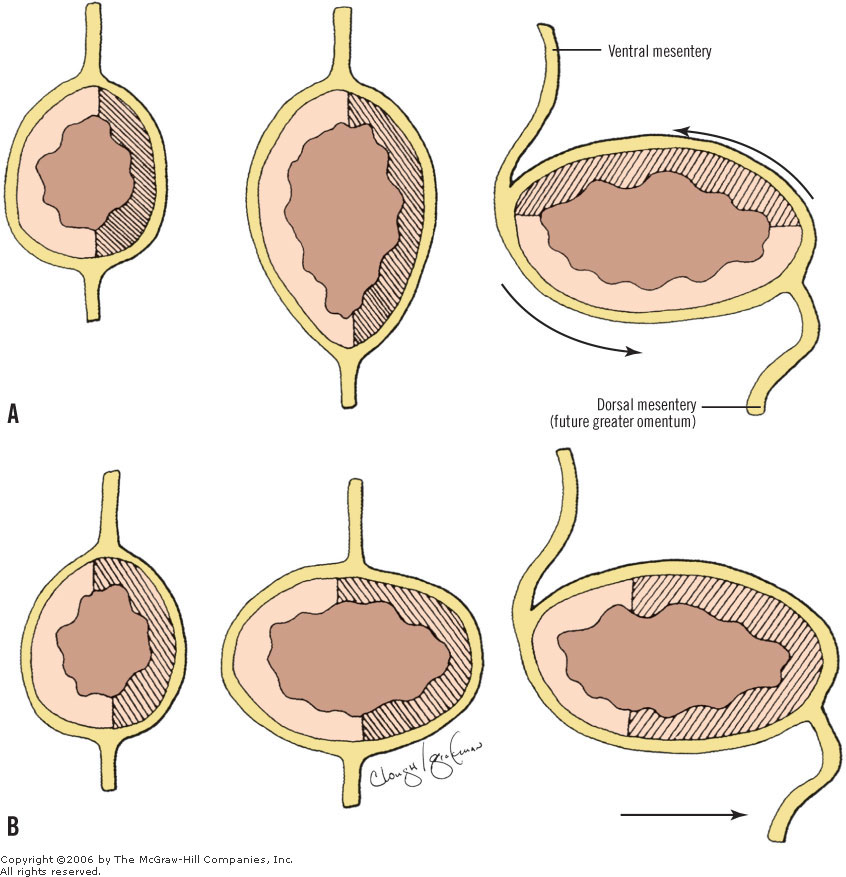 Ventral mesentery
Dorsal mesentery
(future greater omentum)
A
B
Copyright ©2006 by The McGraw-Hill Companies, Inc.
All rights reserved.